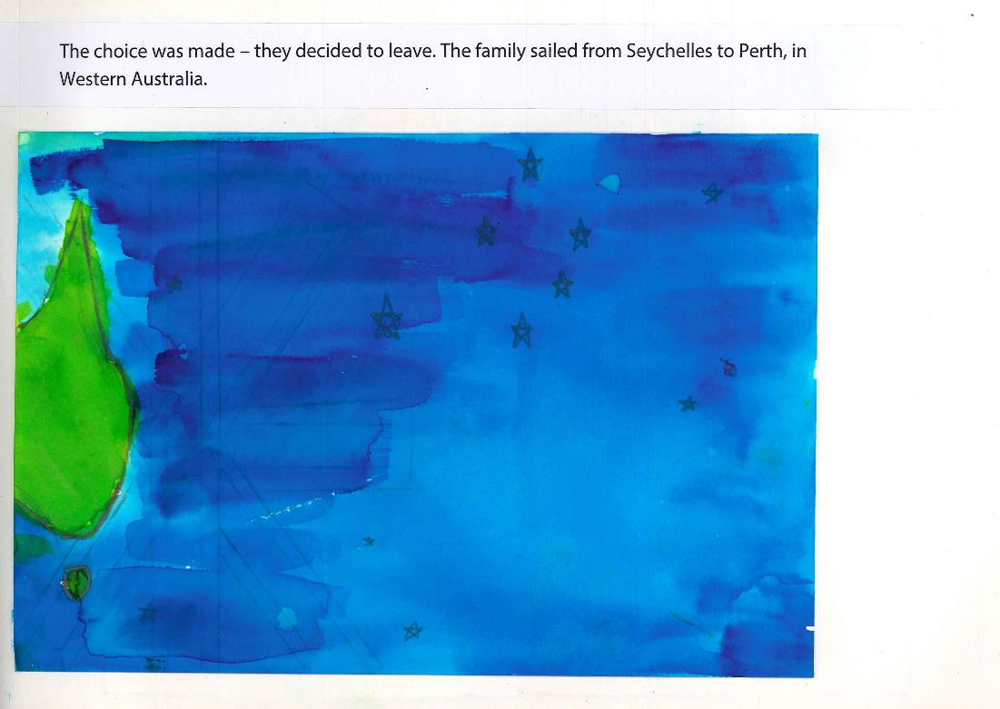 The choice was made – they decided to leave. The family sailed from Seychelles to Perth, in
Western Australia.